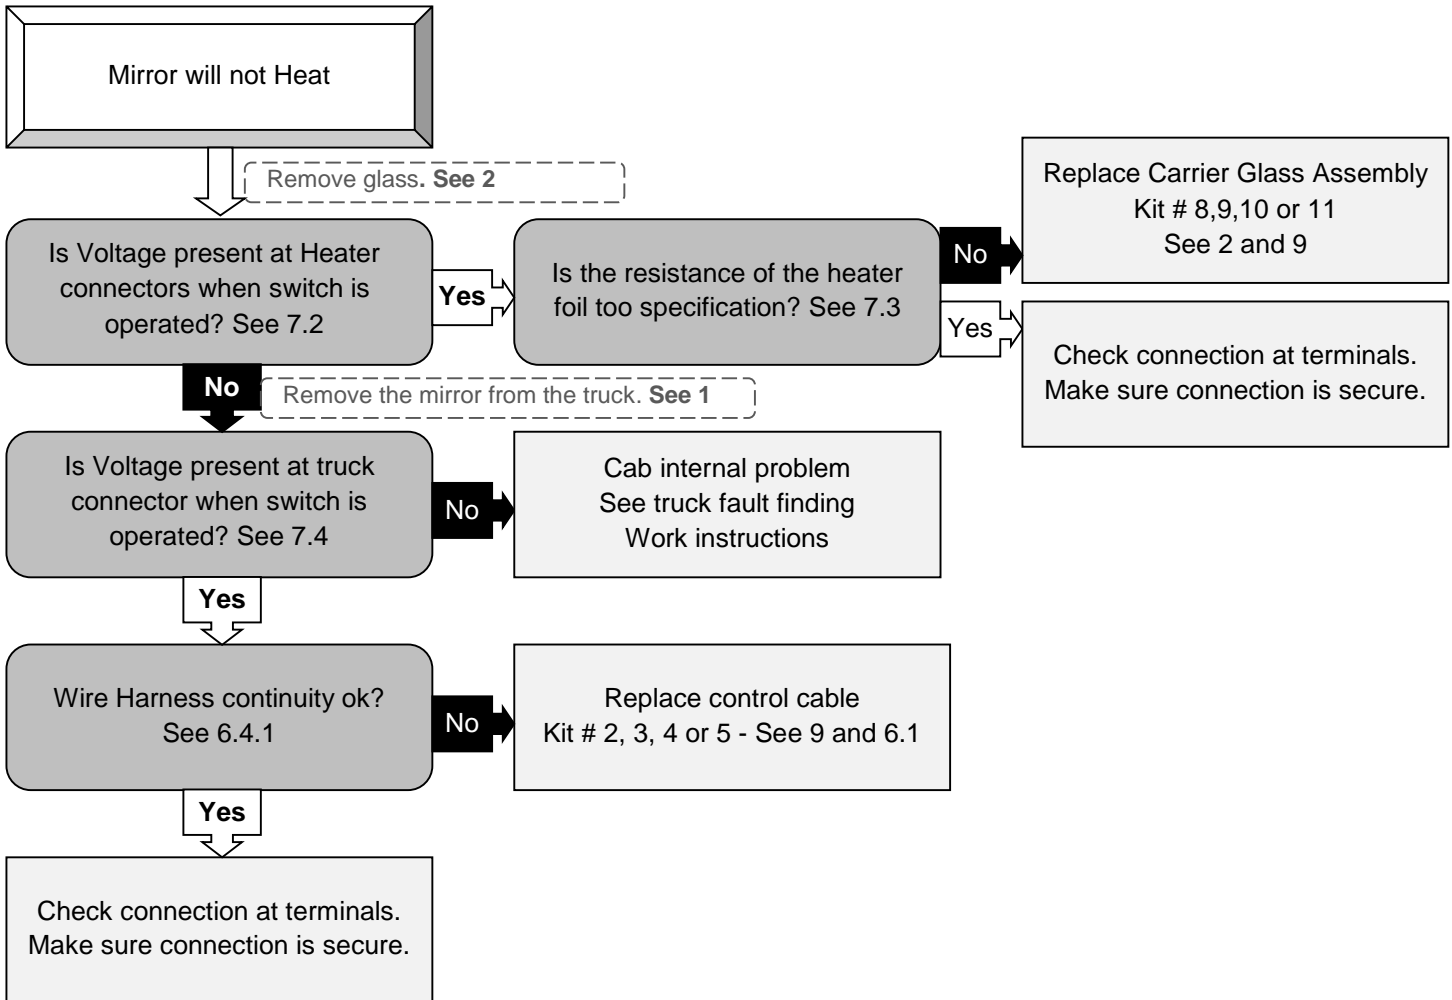 Mirror will not Heat
Remove glass. See 2
Is Voltage present at Heater
connectors when switch is
operated? See 7.2
Yes
Is the resistance of the heater
foil too specification? See 7.3
No
Replace Carrier Glass Assembly
Kit # 8,9,10 or 11
See 2 and 9
Yes
Check connection at terminals.
Make sure connection is secure.
No
Remove the mirror from the truck. See 1
Is Voltage present at truck
connector when switch is
operated? See 7.4
No
Cab internal problem
See truck fault finding
Work instructions
Yes
Wire Harness continuity ok?
See 6.4.1
No
Replace control cable
Kit # 2, 3, 4 or 5 - See 9 and 6.1
Yes
Check connection at terminals.
Make sure connection is secure.